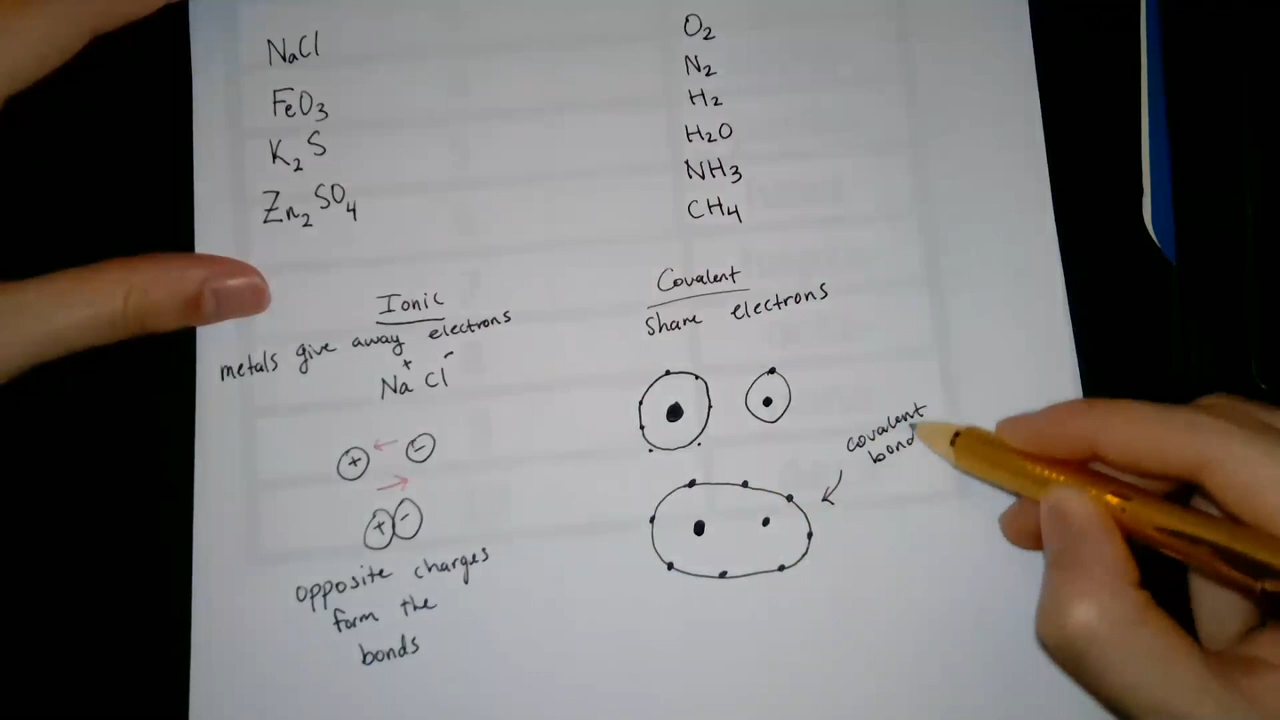 NaCl
FeO3
K2S
Zn2SO4
O2
N2
H2
H2O
NH3
CH4
Ionic
metals give away electrons
Na+ Cl-
+ -
+ -
opposite charges
form the
bonds
Covalent
Share electrons
covalent
bond